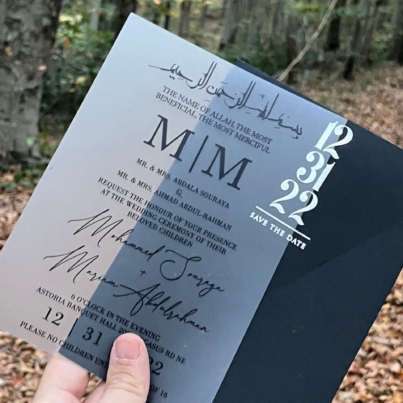 بسم الله الرحمن الرحيم
THE NAME OF ALLAH, THE MOST
BENEFICIAL, THE MOST MERCIFUL
M|M
MR. & MRS. ABDALA SOURAYA
&
MR. & MRS. AHMAD ABDUL-RAHMAN
REQUEST THE HONOUR OF YOUR PRESENCE
AT THE WEDDING CEREMONY OF THEIR
BELOVED CHILDREN
Mohammed Souraya
+
Mariam Abdulrahman
6 O'CLOCK IN THE EVENING
ASTORIA BANQUET HALL
RD NE
12 | 31 22
PLEASE NO CHILDREN UNDER
OF 16
12
31
22
SAVE THE DATE